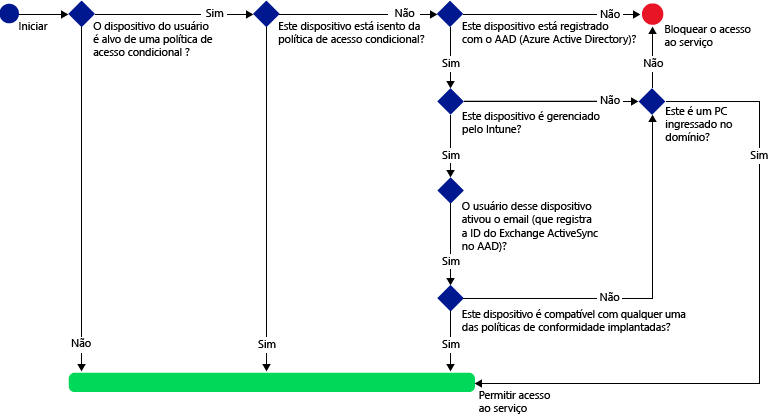 Iniciar
O dispositivo do usuário
é alvo de uma política de
acesso condicional ?
Sim
Este dispositivo está isento da
política de acesso condicional?
Não
Este dispositivo está registrado
com o AAD (Azure Active Directory)?
Não
Bloquear o acesso
ao serviço
Sim
Não
Este dispositivo é gerenciado
pelo Intune?
Não
Este é um PC
ingressado no
domínio?
Sim
Sim
O usuário desse dispositivo
ativou o email (que registra
a ID do Exchange ActiveSync
no AAD)?
Sim
Não
Este dispositivo é compatível com qualquer uma
das políticas de conformidade implantadas?
Não
Sim
Sim
Permitir acesso
ao serviço